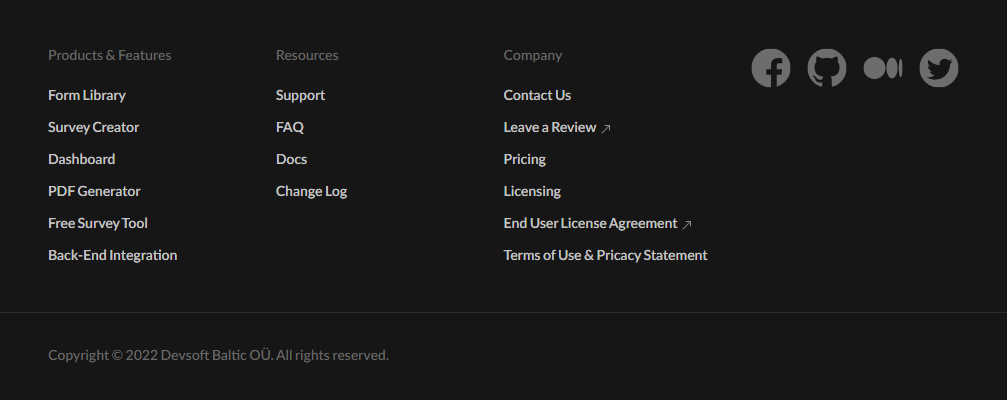 Products & Features
Form Library
Survey Creator
Dashboard
PDF Generator
Free Survey Tool
Back-End Integration
Resources
Support
FAQ
Docs
Change Log
Company
Contact Us
Leave a Review ↗
Pricing
Licensing
End User License Agreement ↗
Terms of Use & Privacy Statement
Copyright © 2022 Devsoft Baltic OÜ. All rights reserved.